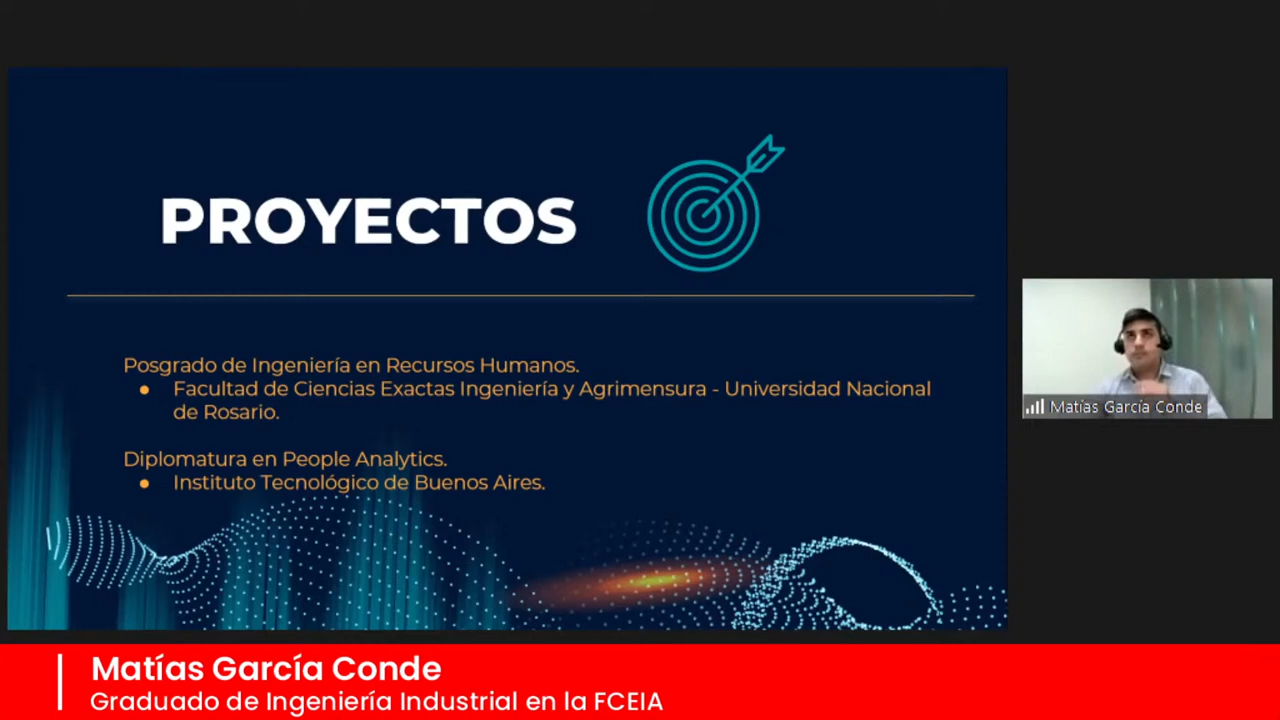 PROYECTOS
Posgrado de Ingeniería en Recursos Humanos.
● Facultad de Ciencias Exactas Ingeniería y Agrimensura - Universidad Nacional
de Rosario.
Diplomatura en People Analytics.
● Instituto Tecnológico de Buenos Aires.
Matías García Conde
Matías García Conde
Graduado de Ingeniería Industrial en la FCEIA